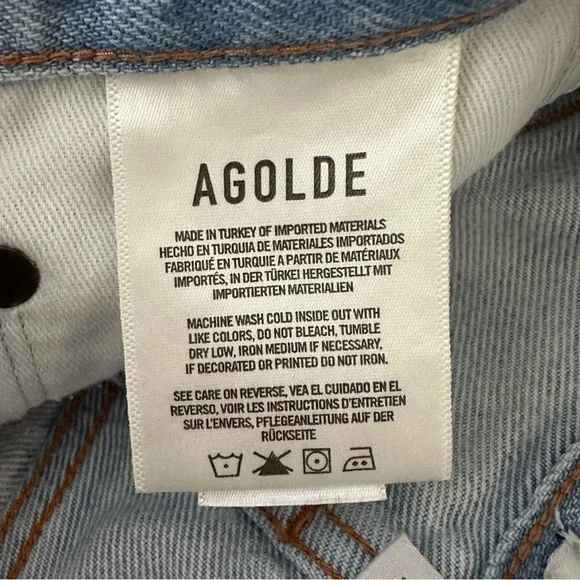 AGOLDE
MADE IN TURKEY OF IMPORTED MATERIALS
HECHO EN TURQUIA DE MATERIALES IMPORTADOS
FABRIQUÉ EN TURQUIE A PARTIR DE MATÉRIAUX
IMPORTÉS, IN DER TÜRKEI HERGESTELLT MIT
IMPORTIERTEN MATERIALIEN
MACHINE WASH COLD INSIDE OUT WITH
LIKE COLORS, DO NOT BLEACH, TUMBLE
DRY LOW, IRON MEDIUM IF NECESSARY,
IF DECORATED OR PRINTED DO NOT IRON.
SEE CARE ON REVERSE, VEA EL CUIDADO EN EL
REVERSO, VOIR LES INSTRUCTIONS D'ENTRETIEN
SUR L'ENVERS, PFLEGEANLEITUNG AUF DER
RÜCKSEITE